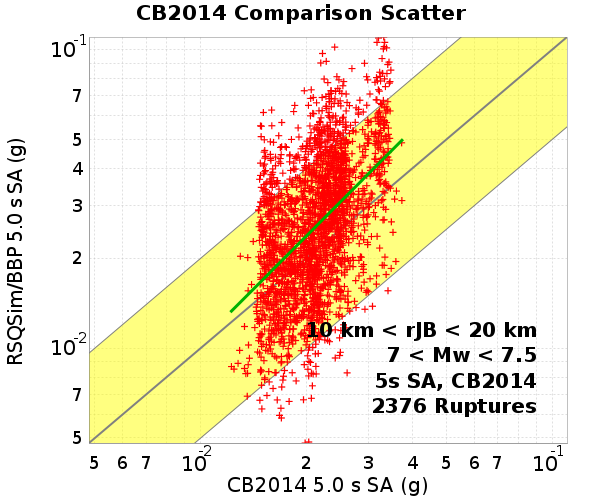 CB2014 Comparison Scatter
RSQSim/BBP 5.0 s SA (g)
10^-1
7
5
4
3
2
10^-2
7
5
10 km < rJB < 20 km
7 < Mw < 7.5
5s SA, CB2014
2376 Ruptures
5 6 7 10^-2 2 3 4 5 6 7 10^-1
CB2014 5.0 s SA (g)